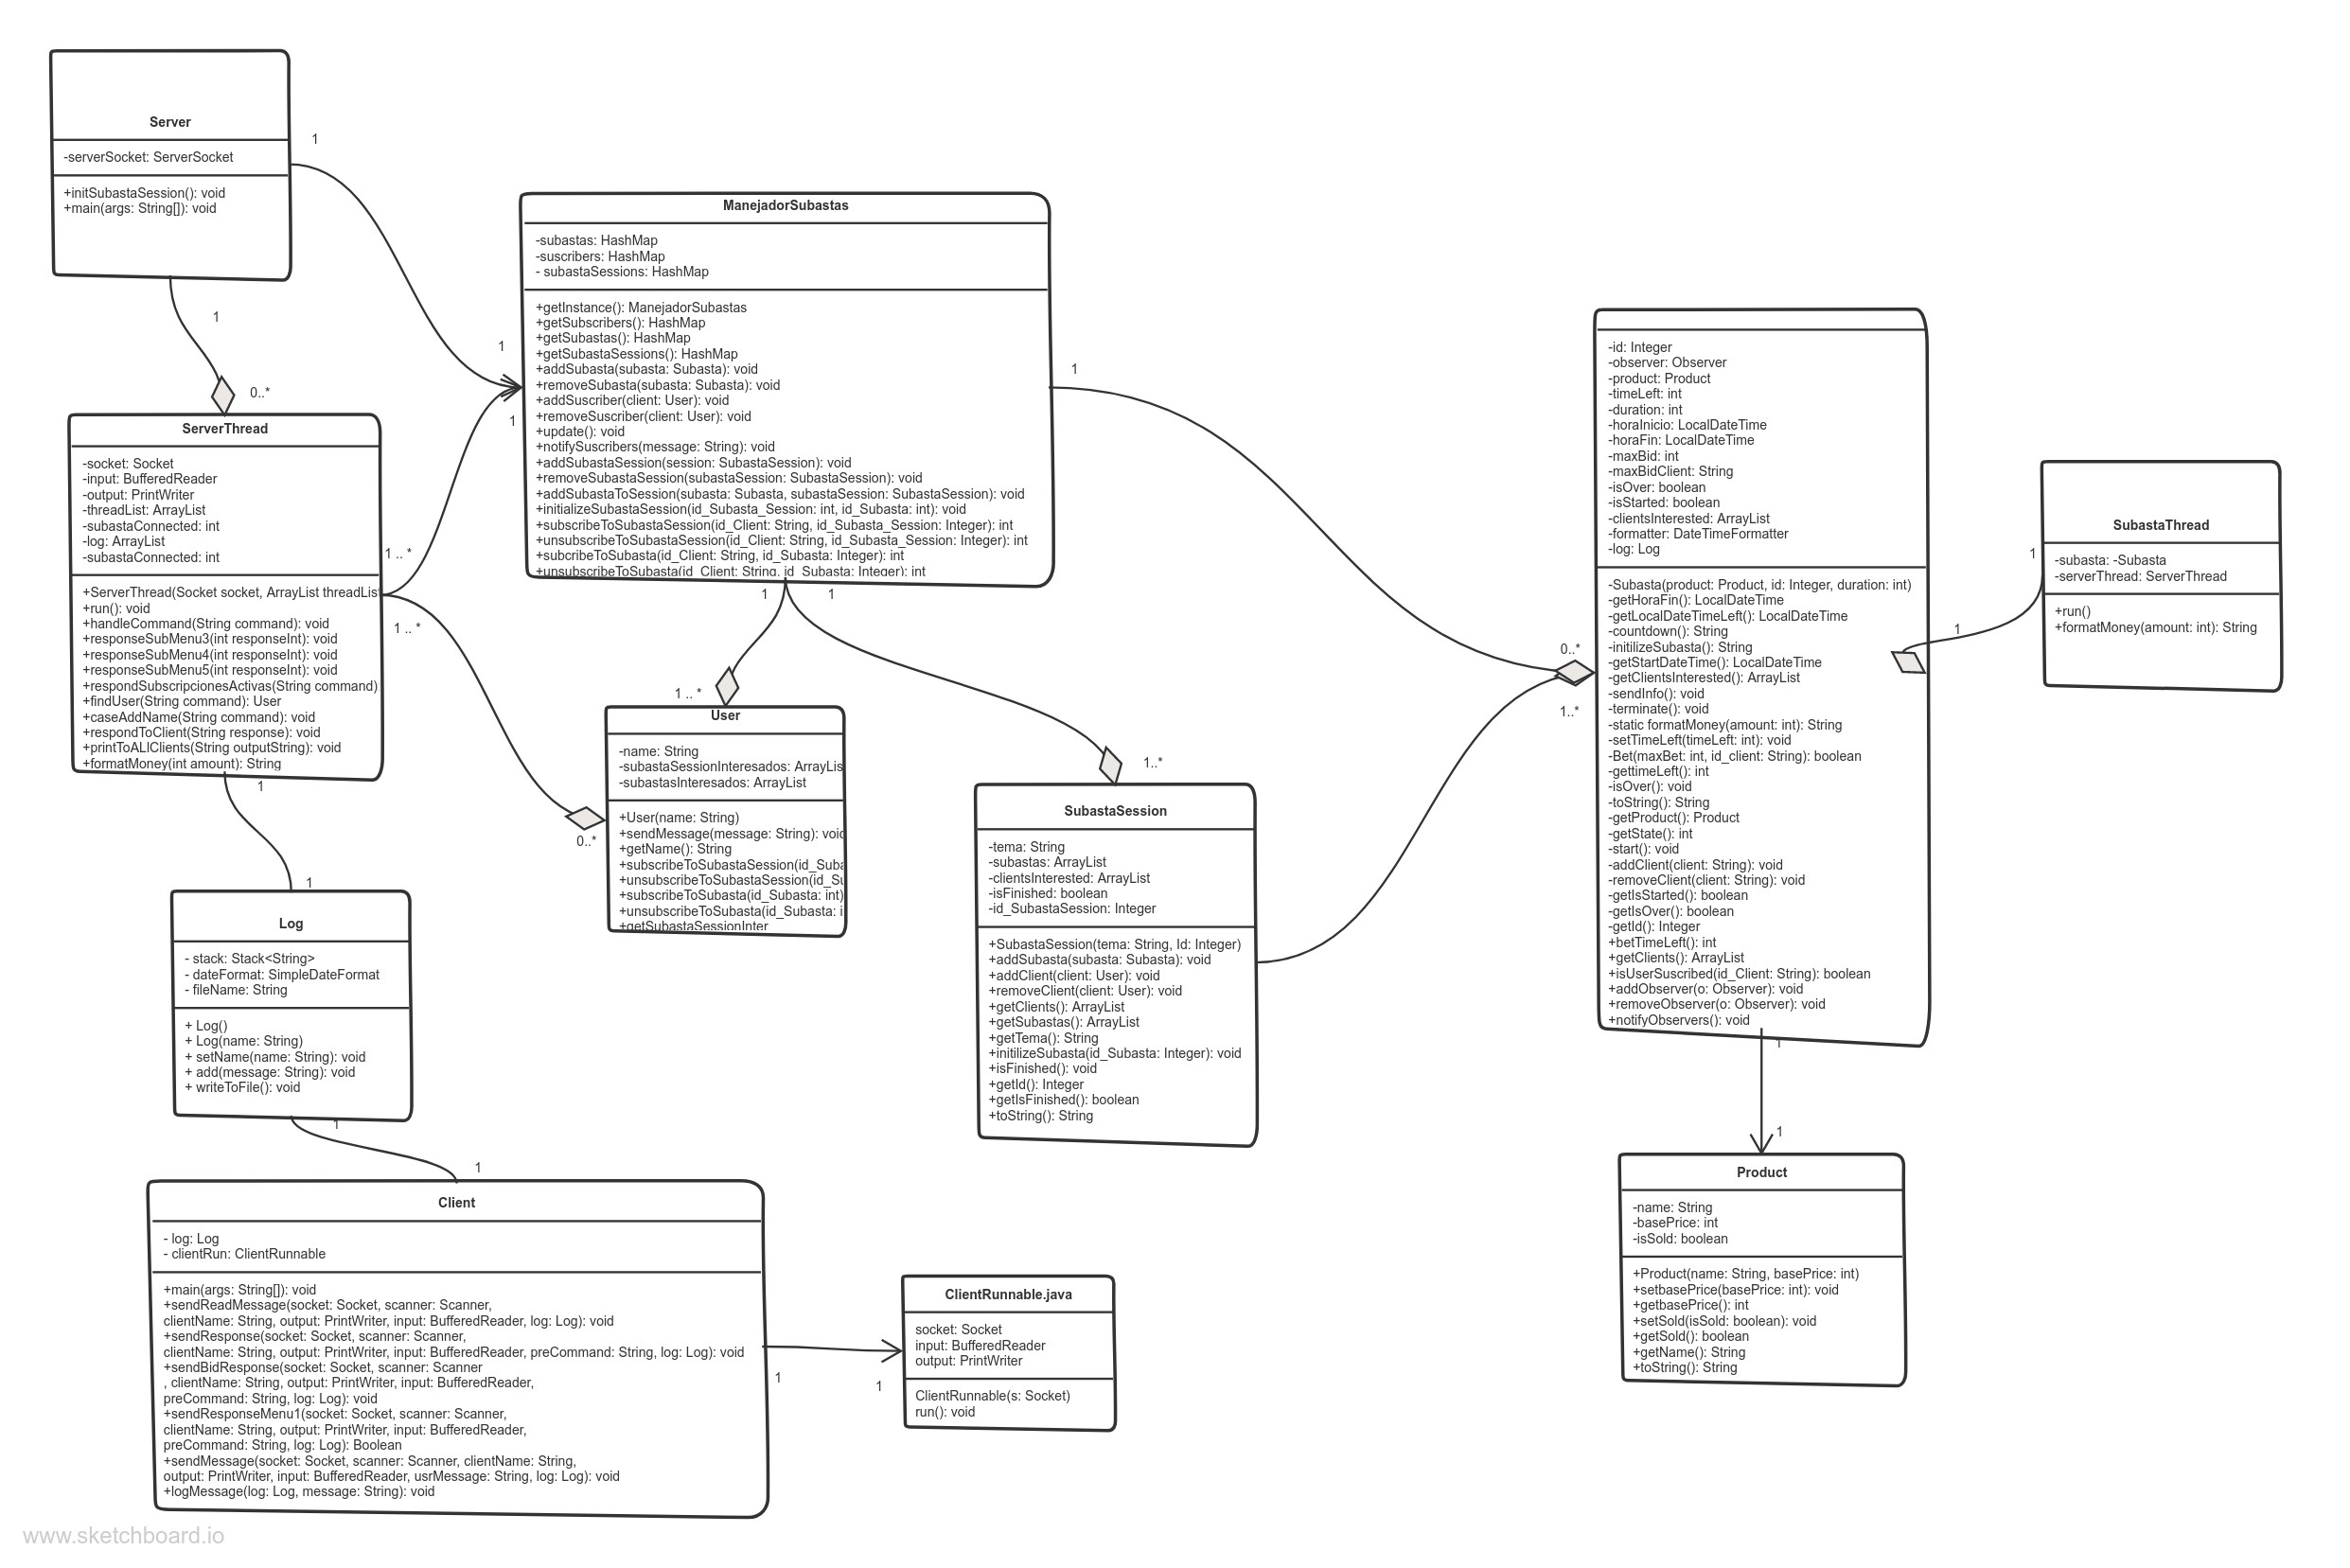 Server
-serverSocket: ServerSocket
+initSubastaSession(): void
+main(args: String[]): void
1
1
1
0..*
ServerThread
-socket: Socket
-input: BufferedReader
-output: PrintWriter
-threadList: ArrayList
-subastaConnected: int
-log: ArrayList
-subastaConnected: int
+ServerThread(Socket socket, ArrayList threadLis
+run(): void
+handleCommand(String command): void
+responseSubMenu3(int responseInt): void
+responseSubMenu4(int responseInt): void
+responseSubMenu5(int responseInt): void
+respondSubscripcionesActivas(String command)
+findUser(String command): User
+caseAddName(String command): void
+respondToClient(String response): void
+printToALlClients(String outputString): void
+formatMoney(int amount): String
1 .. *
1
1 .. *
0..*
1
1
ManejadorSubastas
-subastas: HashMap
-suscribers: HashMap
- subastaSessions: HashMap
+getInstance(): ManejadorSubastas
+getSubscribers(): HashMap
+getSubastas(): HashMap
+getSubastaSessions(): HashMap
+addSubasta(subasta: Subasta): void
+removeSubasta(subasta: Subasta): void
+addSuscriber(client: User): void
+removeSuscriber(client: User): void
+update(): void
+notifySuscribers(message: String): void
+addSubastaSession(session: SubastaSession): void
+removeSubastaSession(subastaSession: SubastaSession): void
+addSubastaToSession(subasta: Subasta, subastaSession: SubastaSession): void
+initializeSubastaSession(id_Subasta_Session: int, id_Subasta: int): void
+subscribeToSubastaSession(id_Client: String, id_Subasta_Session: Integer): int
+unsubscribeToSubastaSession(id_Client: String, id_Subasta_Session: Integer): int
+subcribeToSubasta(id_Client: String, id_Subasta: Integer): int
+unsubscribeToSubasta(id_Client: String, id_Subasta: Integer): int
1
1
1
1 .. *
1..*
0..*
1..*
User
-name: String
-subastaSessionInteresados: ArrayLis
-subastasInteresados: ArrayList
+User(name: String)
+sendMessage(message: String): void
+getName(): String
+subscribeToSubastaSession(id_Suba
+unsubscribeToSubastaSession(id_Su
+subscribeToSubasta(id_Subasta: int)
+unsubscribeToSubasta(id_Subasta: i
+getSubastaSessionInter
SubastaSession
-tema: String
-subastas: ArrayList
-clientsInterested: ArrayList
-isFinished: boolean
-id_SubastaSession: Integer
+SubastaSession(tema: String, Id: Integer)
+addSubasta(subasta: Subasta): void
+addClient(client: User): void
+removeClient(client: User): void
+getClients(): ArrayList
+getSubastas(): ArrayList
+getTema(): String
+initilizeSubasta(id_Subasta: Integer): void
+isFinished(): void
+getId(): Integer
+getIsFinished(): boolean
+toString(): String
-id: Integer
-observer: Observer
-product: Product
-timeLeft: int
-duration: int
-horaInicio: LocalDateTime
-horaFin: LocalDateTime
-maxBid: int
-maxBidClient: String
-isOver: boolean
-isStarted: boolean
-clientsInterested: ArrayList
-formatter: DateTimeFormatter
-log: Log
-Subasta(product: Product, id: Integer, duration: int)
-getHoraFin(): LocalDateTime
-getLocalDateTimeLeft(): LocalDateTime
-countdown(): String
-initilizeSubasta(): String
-getStartDateTime(): LocalDateTime
-getClientsInterested(): ArrayList
-sendInfo(): void
-terminate(): void
-static formatMoney(amount: int): String
-setTimeLeft(timeLeft: int): void
-Bet(maxBet: int, id_client: String): boolean
-gettimeLeft(): int
-isOver(): void
-toString(): String
-getProduct(): Product
-getState(): int
-start(): void
-addClient(client: String): void
-removeClient(client: String): void
-getIsStarted(): boolean
-getIsOver(): boolean
-getId(): Integer
+betTimeLeft(): int
+getClients(): ArrayList
+isUserSuscribed(id_Client: String): boolean
+addObserver(o: Observer): void
+removeObserver(o: Observer): void
+notifyObservers(): void
1
1
SubastaThread
-subasta: -Subasta
-serverThread: ServerThread
+run()
+formatMoney(amount: int): String
1
1
Product
-name: String
-basePrice: int
-isSold: boolean
+Product(name: String, basePrice: int)
+setbasePrice(basePrice: int): void
+getbasePrice(): int
+setSold(isSold: boolean): void
+getSold(): boolean
+getName(): String
+toString(): String
1
Log
- stack: Stack<String>
- dateFormat: SimpleDateFormat
- fileName: String
+ Log()
+ Log(name: String)
+ setName(name: String): void
+ add(message: String): void
+ writeToFile(): void
1
1
Client
- log: Log
- clientRun: ClientRunnable
+main(args: String[]): void
+sendReadMessage(socket: Socket, scanner: Scanner,
clientName: String, output: PrintWriter, input: BufferedReader, log: Log): void
+sendResponse(socket: Socket, scanner: Scanner,
clientName: String, output: PrintWriter, input: BufferedReader, preCommand: String, log: Log): void
+sendBidResponse(socket: Socket, scanner: Scanner
, clientName: String, output: PrintWriter, input: BufferedReader,
preCommand: String, log: Log): void
+sendResponseMenu1(socket: Socket, scanner: Scanner,
clientName: String, output: PrintWriter, input: BufferedReader,
preCommand: String, log: Log): Boolean
+sendMessage(socket: Socket, scanner: Scanner, clientName: String,
output: PrintWriter, input: BufferedReader, usrMessage: String, log: Log): void
+logMessage(log: Log, message: String): void
1
1
ClientRunnable.java
socket: Socket
input: BufferedReader
output: PrintWriter
ClientRunnable(s: Socket)
run(): void
www.sketchboard.io